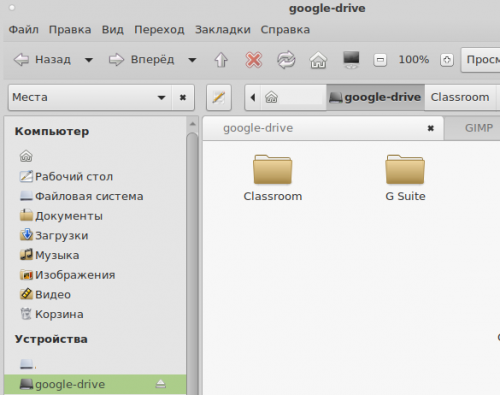 google-drive
Файл Правка Вид Переход Закладки Справка
Назад Вперёд 100% Просм
Места google-drive Classroom
Компьютер
google-drive GIMP
Рабочий стол
Файловая система
Документы
Загрузки
Музыка
Изображения
Видео
Корзина
Classroom G Suite
Устройства
google-drive